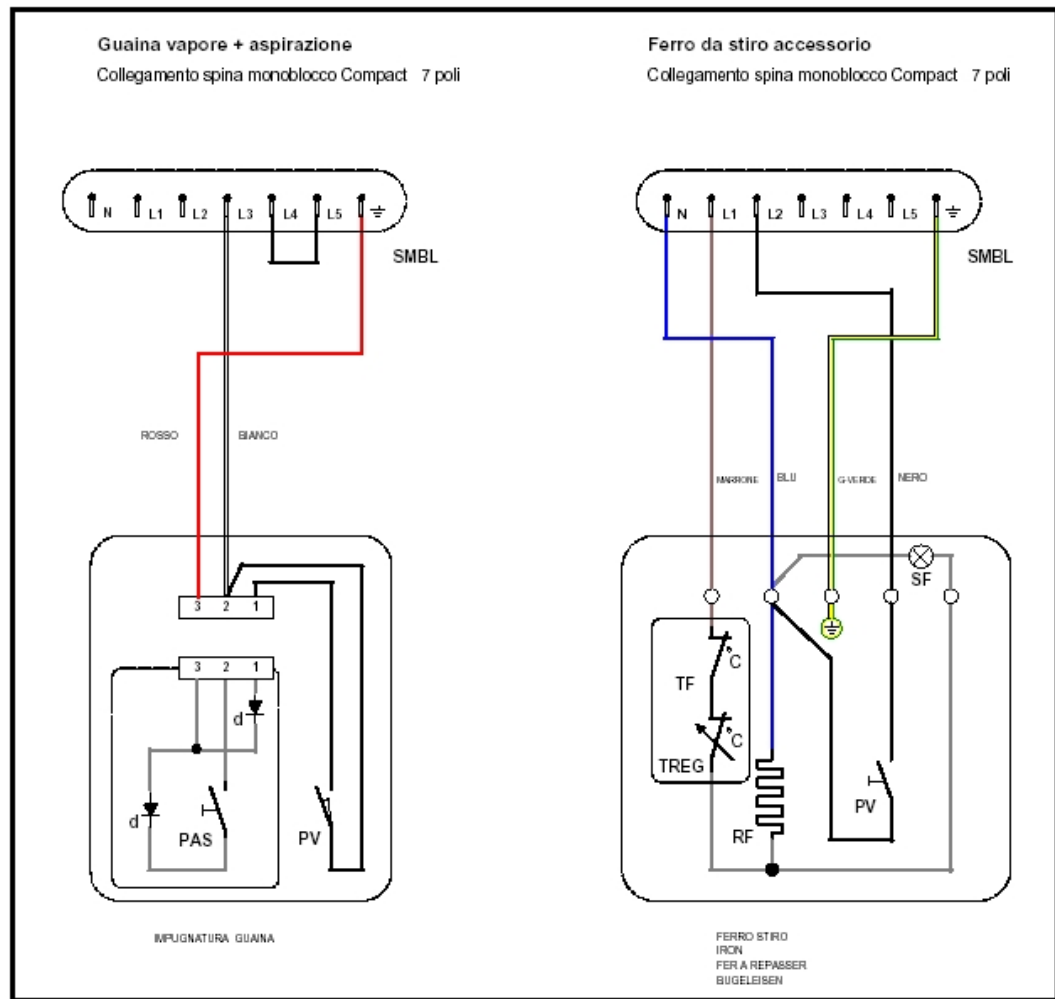 Guaina vapore + aspirazione
Collegamento spina monoblocco Compact 7 poli
N L1 L2 L3 L4 L5
SMBL
ROSSO BIANCO
3 2 1
3 2 1
d
d
PAS PV
IMPUGNATURA GUAINA
Ferro da stiro accessorio
Collegamento spina monoblocco Compact 7 poli
N L1 L2 L3 L4 L5
SMBL
MARRONE BLU G-VERDE NERO
SF
°C
TF
°C
TREG
RF
PV
FERRO STIRO
IRON
FER A REPASSER
BUGELEISEN